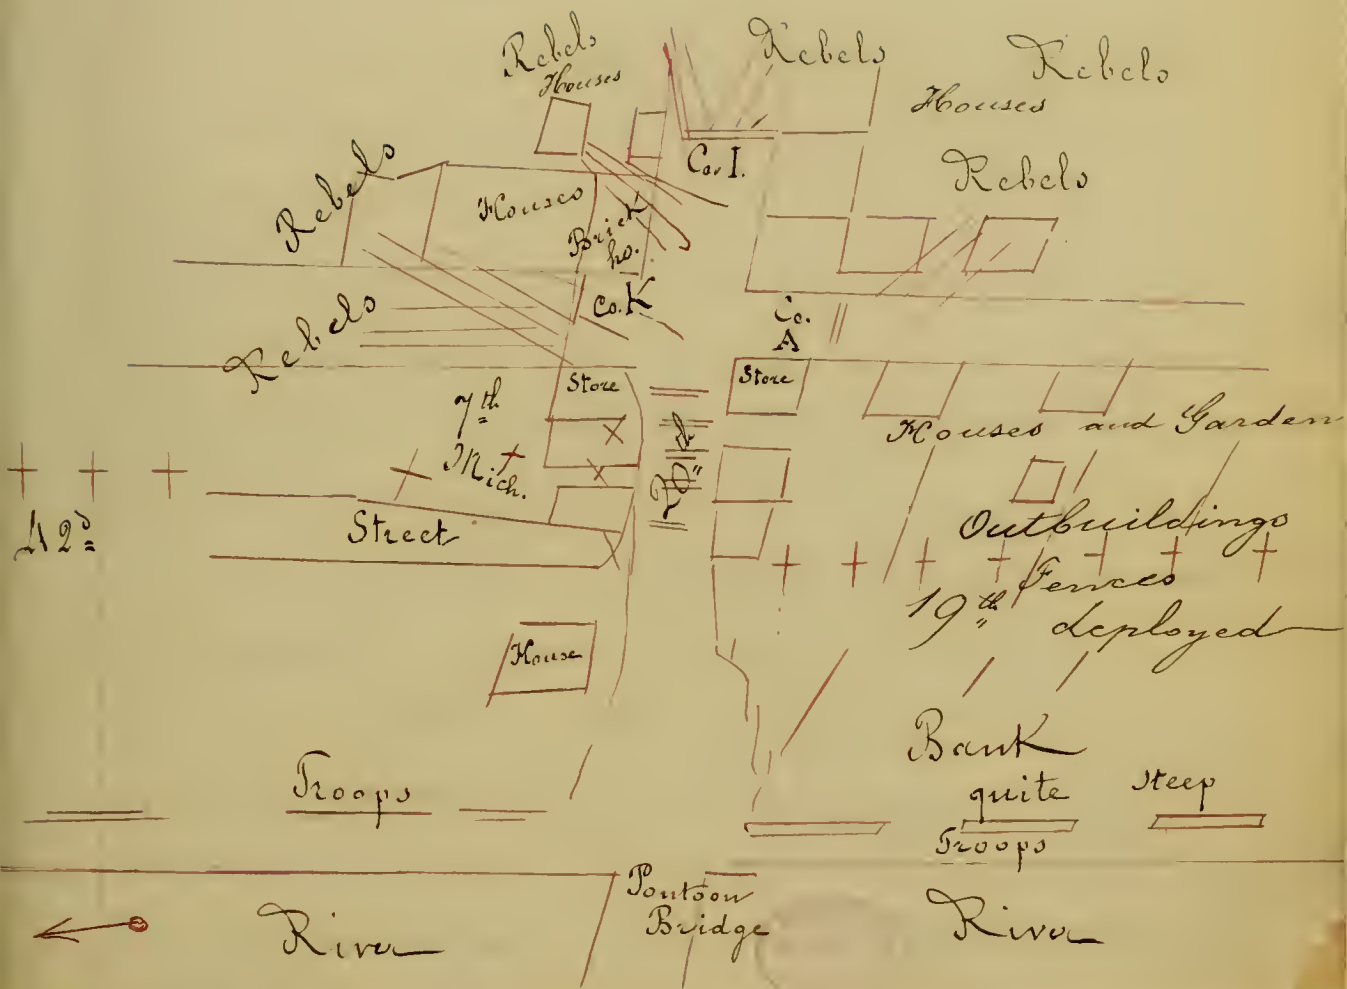 Rebels
Houses
Rebels
Rebels
Houses
Rebels
Houses
Co. I.
Rebels
Brick
ho.
Co. K
Co.
A
Rebels
Store
Store
7th
Mich.
20th
Houses and Garden
42d
Street
Outbuildings
Fences
19th deployed
House
Bank
quite steep
Troops
Troops
Pontoon
Bridge
River
River